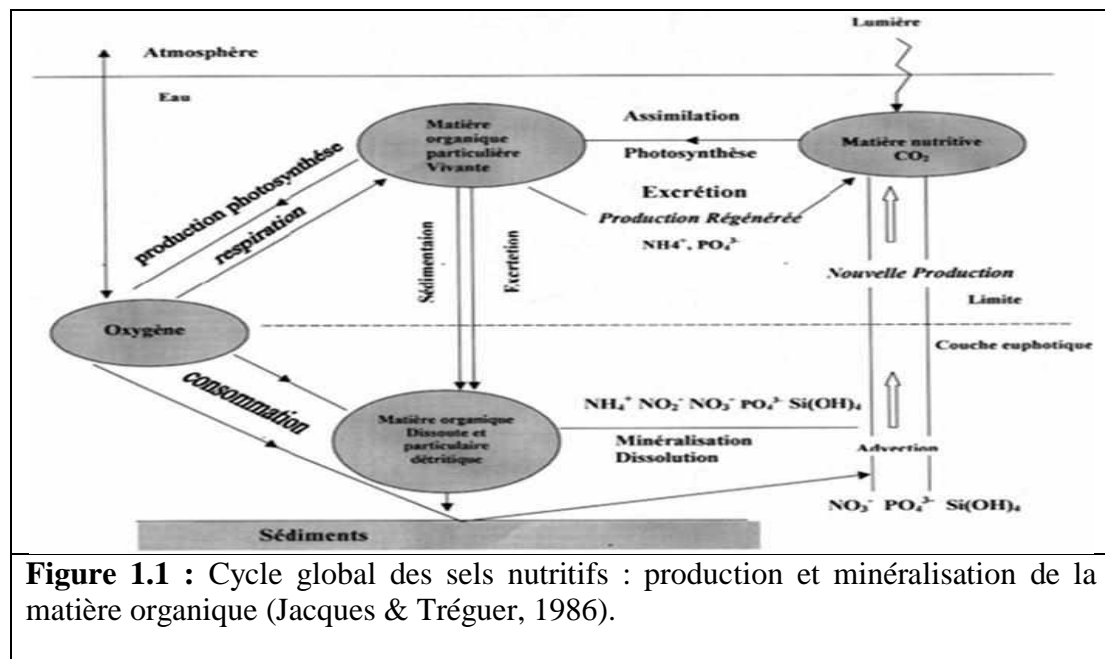 Lumière
Atmosphère
Eau
Matière
organique
particulière
Vivante
Assimilation
Photosynthèse
Matière nutritive
CO₂
Excrétion
Production Régénérée
NH4⁺, PO₄³⁻
production photosynthése
respiration
Sédimentaion
Excrtetion
Nouvelle Production
Limite
Oxygène
Couche euphotique
consommation
Matière organique
Dissoute et
particulaire
détritique
NH₄⁺ NO₂⁻ NO₃⁻ PO₄³⁻ Si(OH)₄
Minéralisation
Dissolution
Advection
NO₃⁻ PO₄³⁻ Si(OH)₄
Sédiments
Figure 1.1 : Cycle global des sels nutritifs : production et minéralisation de la
matière organique (Jacques & Tréguer, 1986).